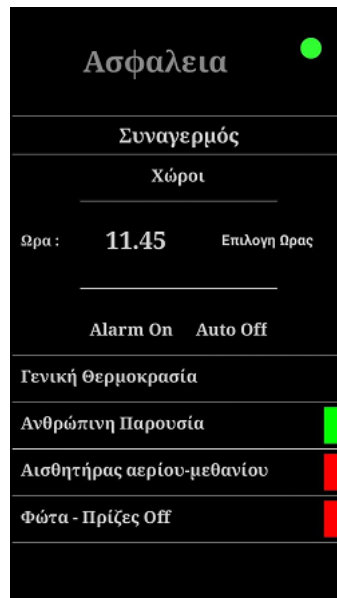 Ασφαλεια
Συναγερμός
Χώροι
Ωρα : 11.45 Επιλογη Ωρας
Alarm On Auto Off
Γενική Θερμοκρασία
Ανθρώπινη Παρουσία
Αισθητήρας αερίου-μεθανίου
Φώτα - Πρίζες Off